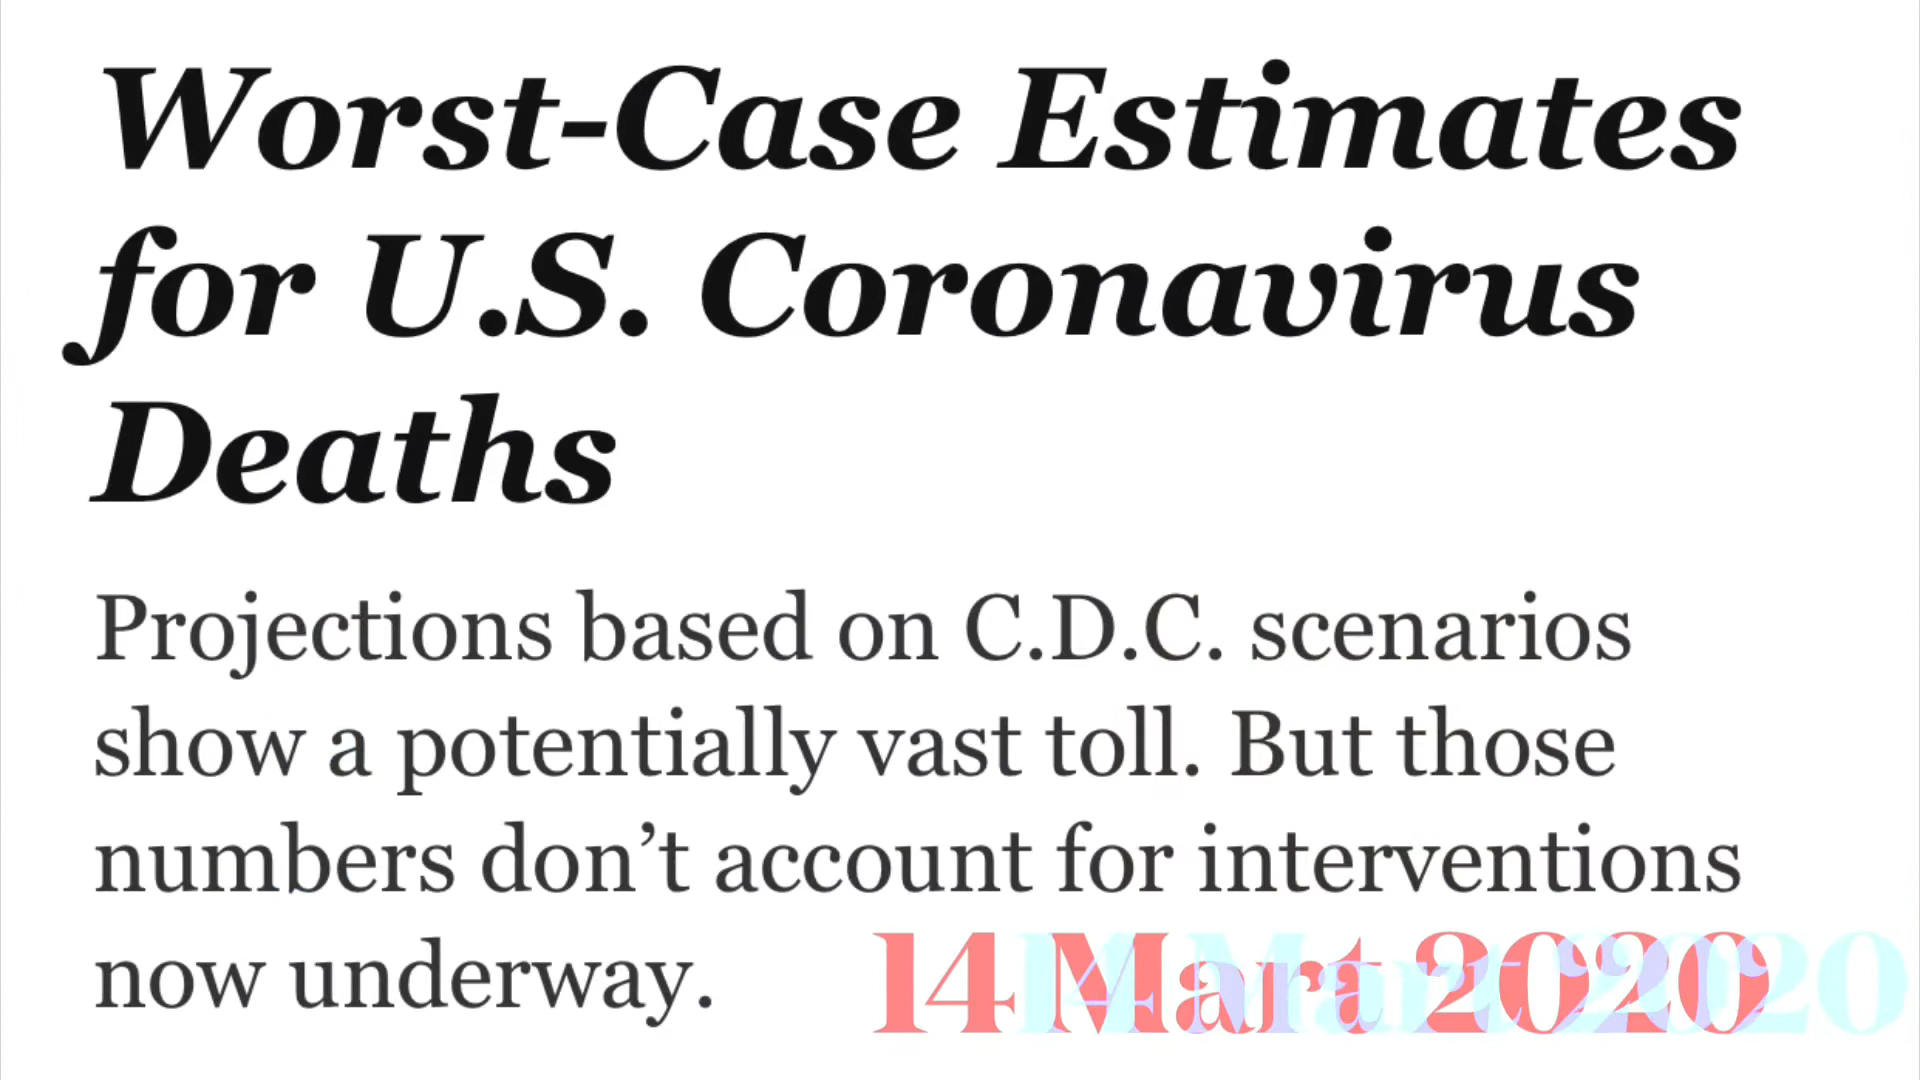 Worst-Case Estimates
for U.S. Coronavirus
Deaths
Projections based on C.D.C. scenarios
show a potentially vast toll. But those
numbers don’t account for interventions
now underway.
14 Mart 2020